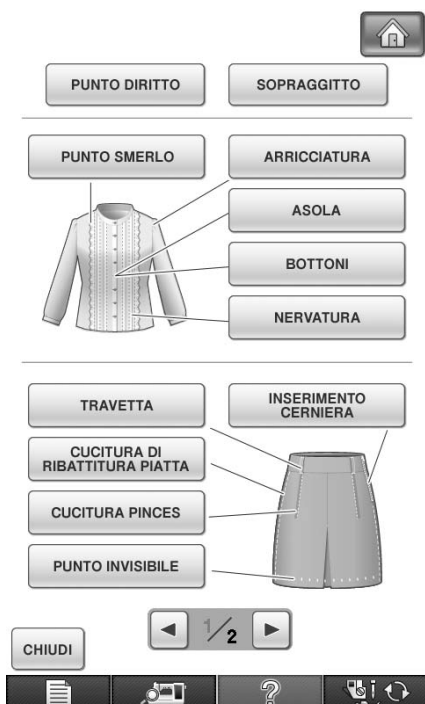 PUNTO DIRITTO
SOPRAGGITTO
PUNTO SMERLO
ARRICCIATURA
ASOLA
BOTTONI
NERVATURA
TRAVETTA
INSERIMENTO
CERNIERA
CUCITURA DI
RIBATTITURA PIATTA
CUCITURA PINCES
PUNTO INVISIBILE
1/2
CHIUDI
?